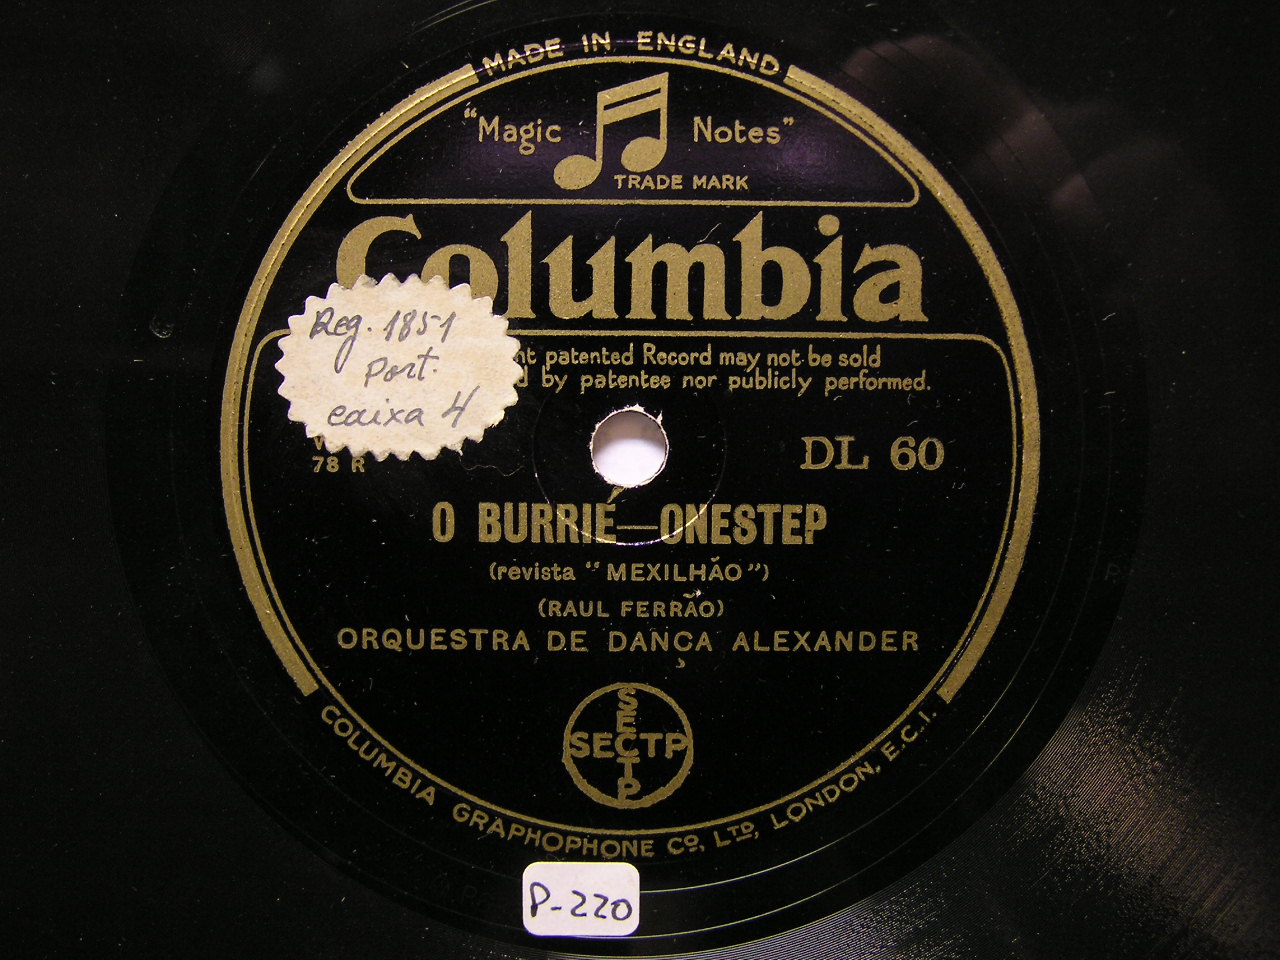 MADE IN ENGLAND
"Magic Notes"
TRADE MARK
Columbia
Reg. 1851
Port.
caixa 4
patented Record may not be sold
by patentee nor publicly performed.
78 R
DL 60
O BURRIÉ—ONESTEP
(revista "MEXILHÃO")
(RAUL FERRÃO)
ORQUESTRA DE DANÇA ALEXANDER
SECTP
SECTP
COLUMBIA GRAPHOPHONE CO, LTD, LONDON, E.C.1.
P-220